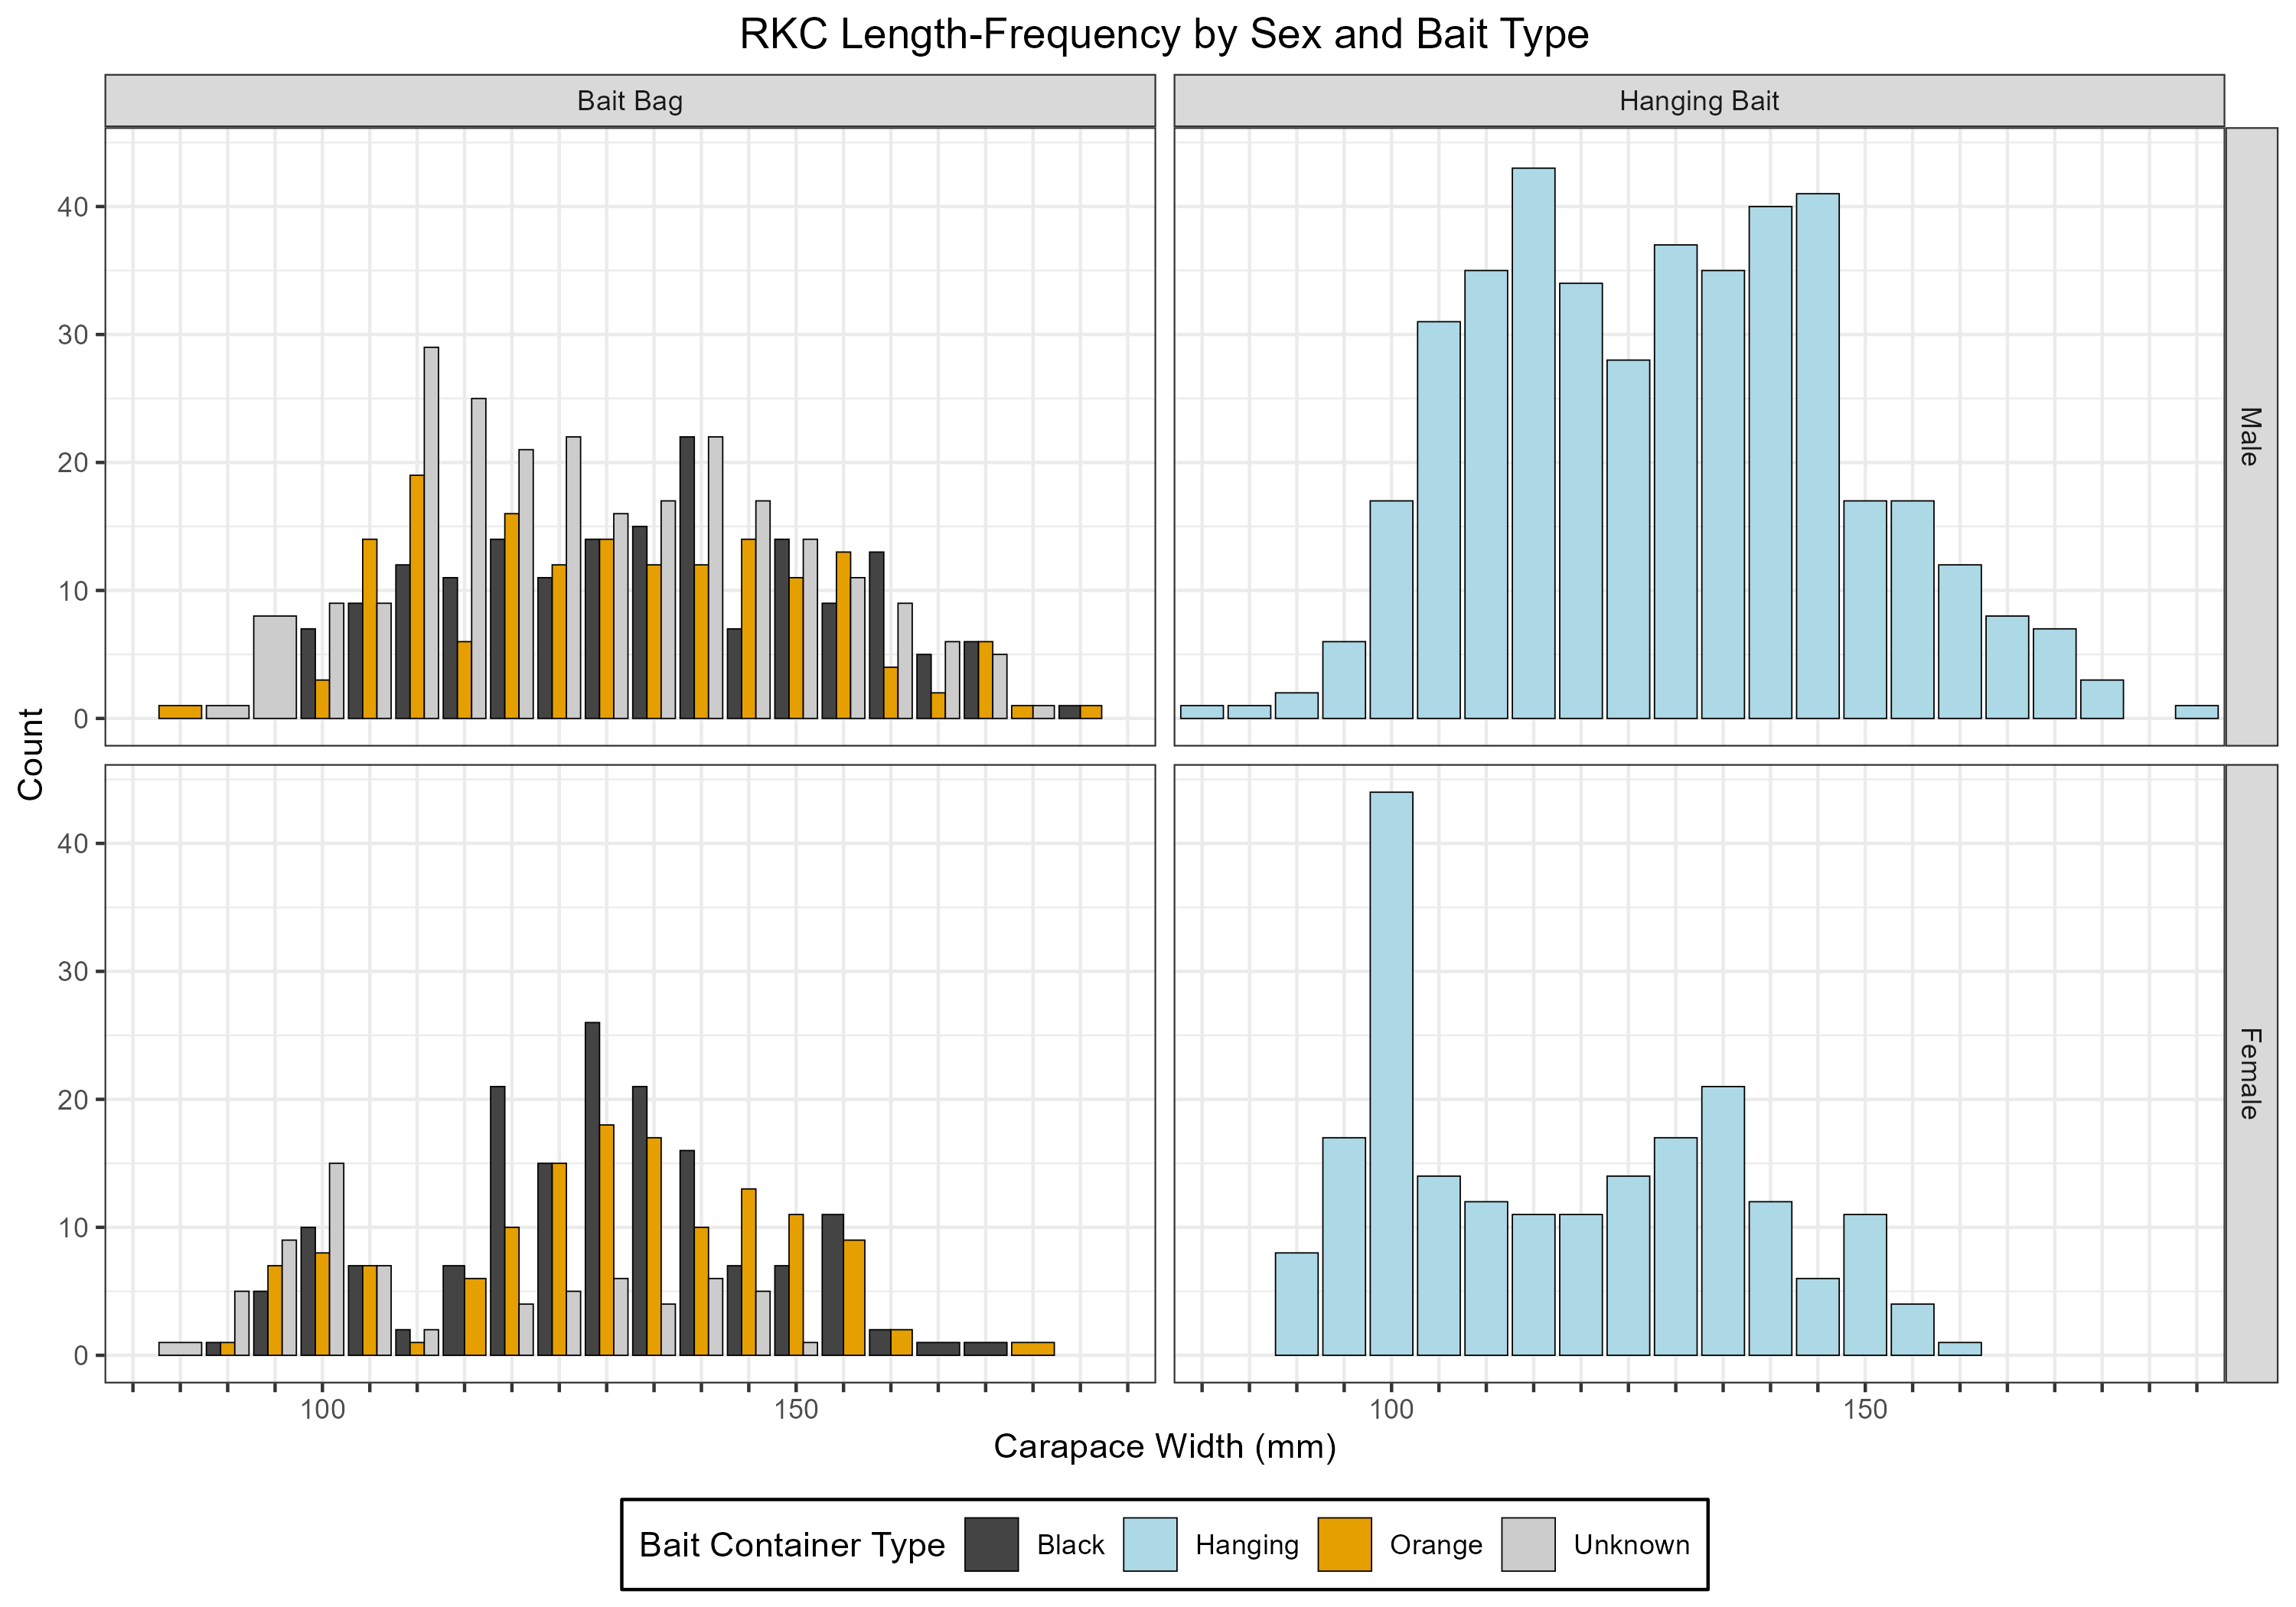 RKC Length-Frequency by Sex and Bait Type
Bait Bag
Hanging Bait
40
30
20
10
0
Male
Count
40
30
20
10
0
Female
100
150
100
150
Carapace Width (mm)
Bait Container Type
Black
Hanging
Orange
Unknown